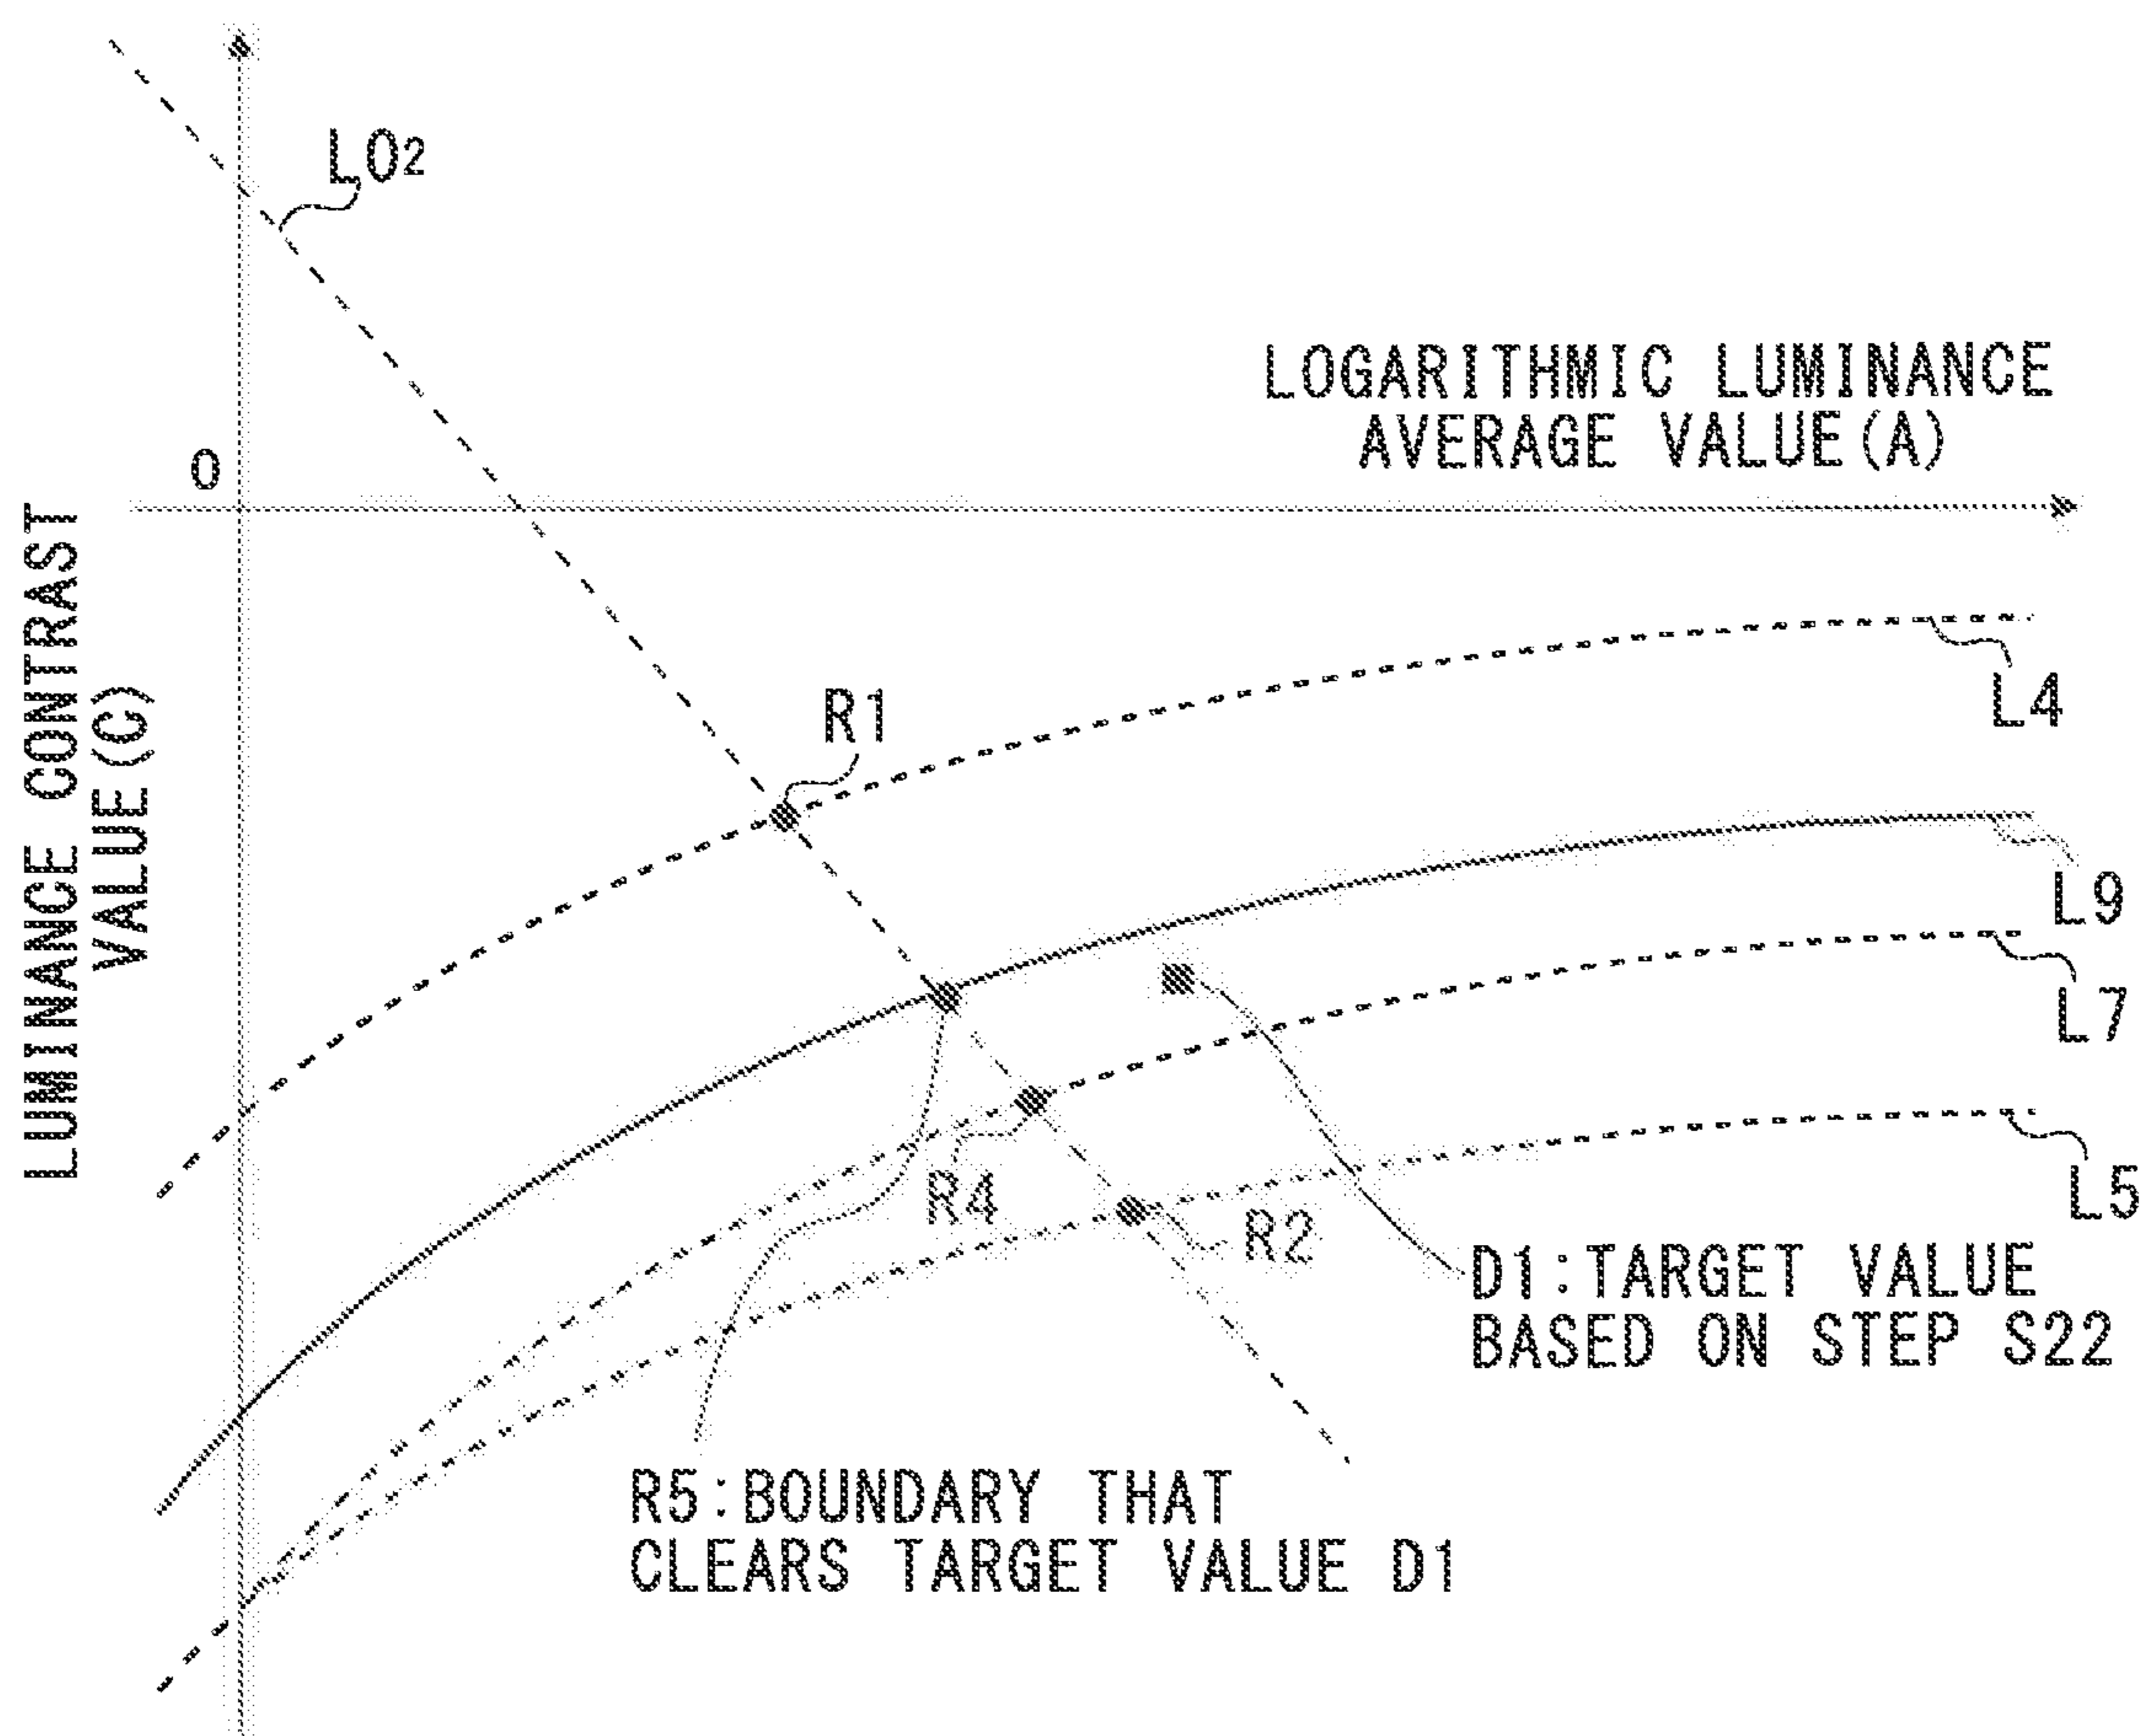 LO2
LOGARITHMIC LUMINANCE
AVERAGE VALUE(A)
0
LUMINANCE CONTRAST
VALUE(C)
R1
L4
L9
L7
R4
R2
L5
D1:TARGET VALUE
BASED ON STEP S22
R5:BOUNDARY THAT
CLEARS TARGET VALUE D1